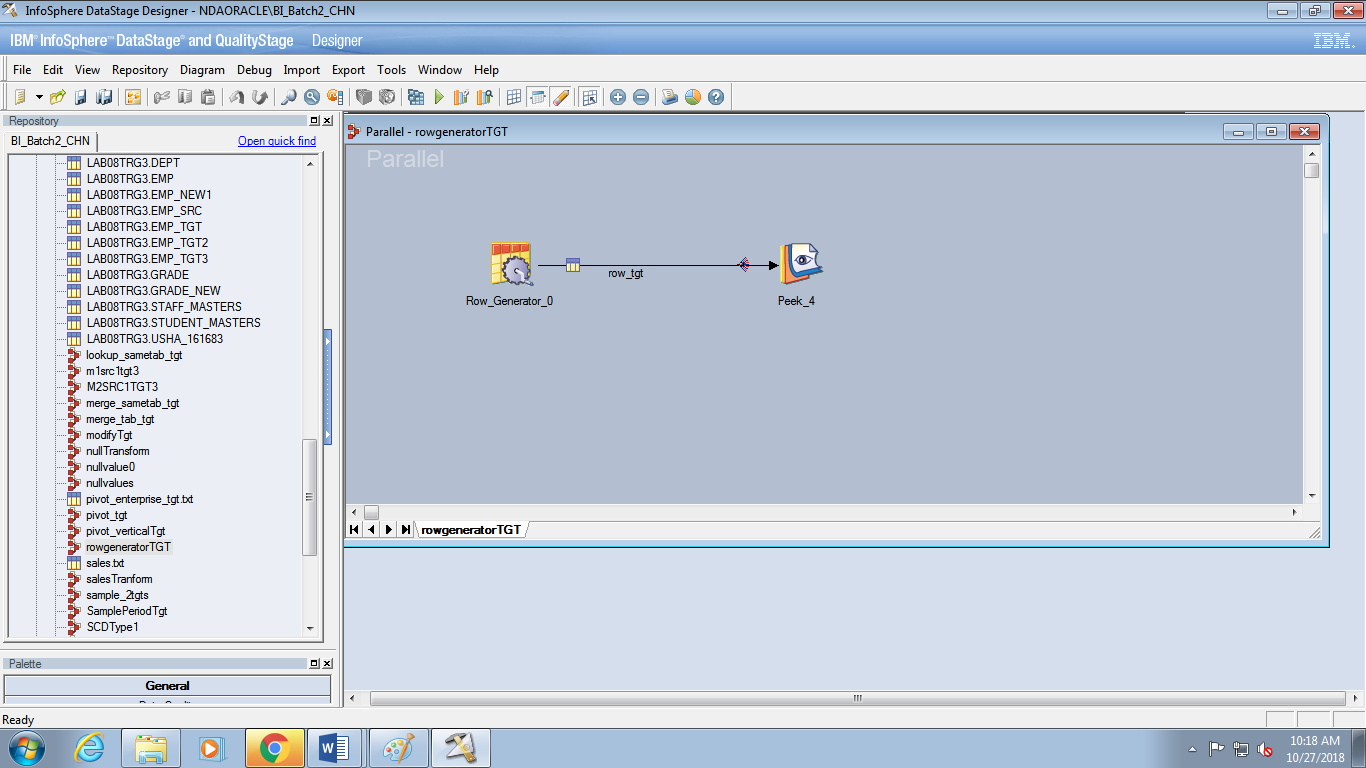 InfoSphere DataStage Designer - NDAORACLE\BI_Batch2_CHN
IBM® InfoSphere™ DataStage® and QualityStage Designer
IBM.
File Edit View Repository Diagram Debug Import Export Tools Window Help
Repository
BI_Batch2_CHN Open quick find
LAB08TRG3.DEPT
LAB08TRG3.EMP
LAB08TRG3.EMP_NEW1
LAB08TRG3.EMP_SRC
LAB08TRG3.EMP_TGT
LAB08TRG3.EMP_TGT2
LAB08TRG3.EMP_TGT3
LAB08TRG3.GRADE
LAB08TRG3.GRADE_NEW
LAB08TRG3.STAFF_MASTERS
LAB08TRG3.STUDENT_MASTERS
LAB08TRG3.USHA_161683
lookup_sametab_tgt
m1src1tgt3
M2SRC1TGT3
merge_sametab_tgt
merge_tab_tgt
modifyTgt
nullTransform
nullvalue0
nullvalues
pivot_enterprise_tgt.txt
pivot_tgt
pivot_verticalTgt
rowgeneratorTGT
sales.txt
salesTranform
sample_2tgts
SamplePeriodTgt
SCDType1
Palette
General
Parallel - rowgeneratorTGT
Parallel
row_tgt
Row_Generator_0
Peek_4
rowgeneratorTGT
Ready
10:18 AM
10/27/2018